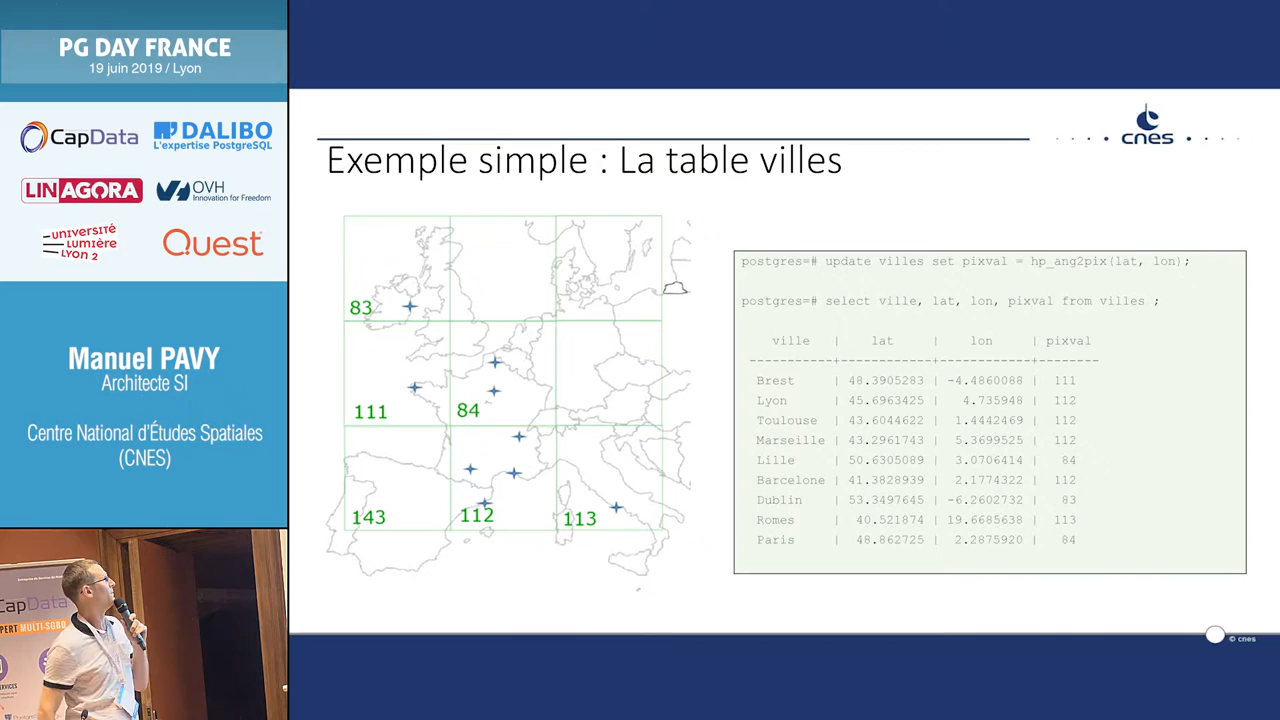 PG DAY FRANCE
19 juin 2019 / Lyon
CapData
DALIBO
L'expertise PostgreSQL
LINAGORA
OVH
Innovation for Freedom
UNIVERSITÉ
LUMIÈRE
LYON 2
Quest
Manuel PAVY
Architecte SI
Centre National d'Études Spatiales
(CNES)
CapData
EXPERT MULTI-SGBD
cnes
Exemple simple : La table villes
83
111
84
143
112
113
postgres=# update villes set pixval = hp_ang2pix(lat, lon);
postgres=# select ville, lat, lon, pixval from villes ;
ville | lat | lon | pixval
-----------+------------+------------+--------
Brest | 48.3905283 | -4.4860088 | 111
Lyon | 45.6963425 | 4.735948 | 112
Toulouse | 43.6044622 | 1.4442469 | 112
Marseille | 43.2961743 | 5.3699525 | 112
Lille | 50.6305089 | 3.0706414 | 84
Barcelone | 41.3828939 | 2.1774322 | 112
Dublin | 53.3497645 | -6.2602732 | 83
Romes | 40.521874 | 19.6685638 | 113
Paris | 48.862725 | 2.2875920 | 84
© cnes